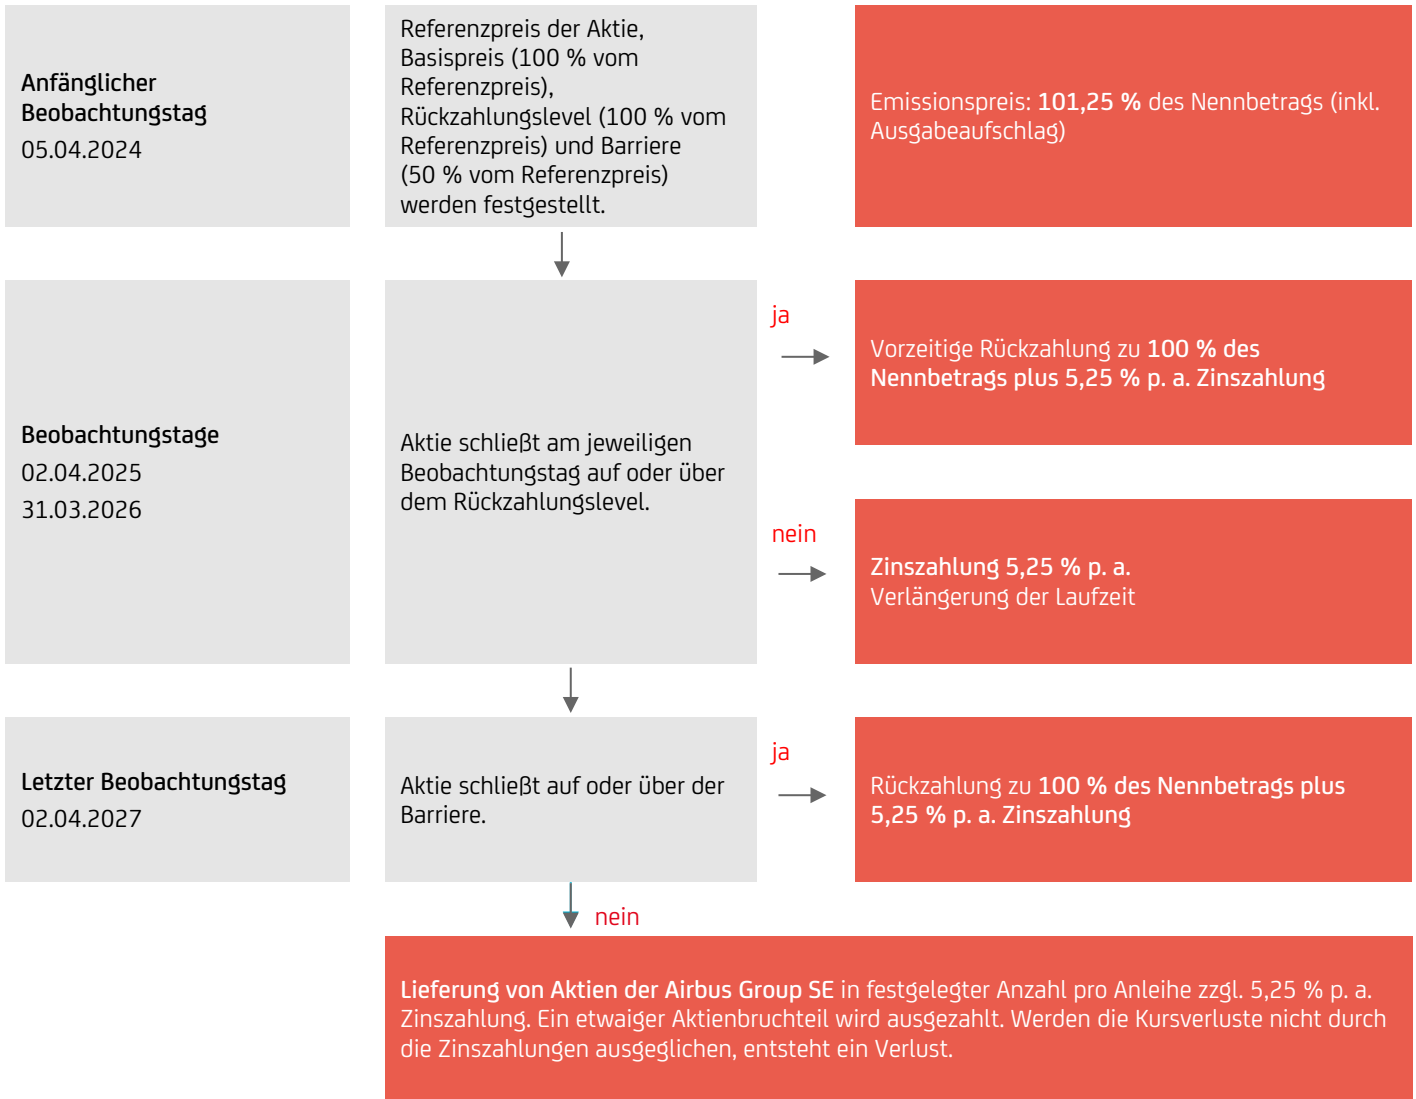 Anfänglicher
Beobachtungstag
05.04.2024
Referenzpreis der Aktie,
Basispreis (100 % vom
Referenzpreis),
Rückzahlungslevel (100 % vom
Referenzpreis) und Barriere
(50 % vom Referenzpreis)
werden festgestellt.
Emissionspreis: 101,25 % des Nennbetrags (inkl.
Ausgabeaufschlag)
Beobachtungstage
02.04.2025
31.03.2026
Aktie schließt am jeweiligen
Beobachtungstag auf oder über
dem Rückzahlungslevel.
ja
Vorzeitige Rückzahlung zu 100 % des
Nennbetrags plus 5,25 % p. a. Zinszahlung
nein
Zinszahlung 5,25 % p. a.
Verlängerung der Laufzeit
Letzter Beobachtungstag
02.04.2027
Aktie schließt auf oder über der
Barriere.
ja
Rückzahlung zu 100 % des Nennbetrags plus
5,25 % p. a. Zinszahlung
nein
Lieferung von Aktien der Airbus Group SE in festgelegter Anzahl pro Anleihe zzgl. 5,25 % p. a.
Zinszahlung. Ein etwaiger Aktienbruchteil wird ausgezahlt. Werden die Kursverluste nicht durch
die Zinszahlungen ausgeglichen, entsteht ein Verlust.